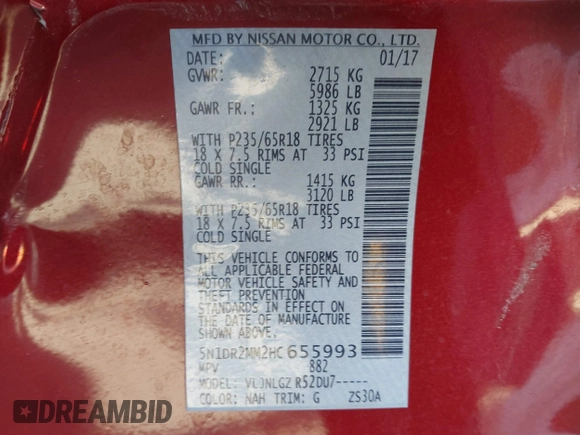 MFD BY NISSAN MOTOR CO., LTD.
DATE: 01/17
GVWR: 2715 KG
5986 LB
GAWR FR.: 1325 KG
2921 LB
WITH P235/65R18 TIRES
18 X 7.5 RIMS AT 33 PSI
COLD SINGLE
GAWR RR.: 1415 KG
3120 LB
WITH P235/65R18 TIRES
18 X 7.5 RIMS AT 33 PSI
COLD SINGLE
THIS VEHICLE CONFORMS TO
ALL APPLICABLE FEDERAL
MOTOR VEHICLE SAFETY AND
THEFT PREVENTION
STANDARDS IN EFFECT ON
THE DATE OF MANUFACTURE
SHOWN ABOVE.
5N1DR2MM2HC 655993
MPV 882
MODEL: VL3NLGZ R52DU7-----
COLOR: NAH TRIM: G ZS30A